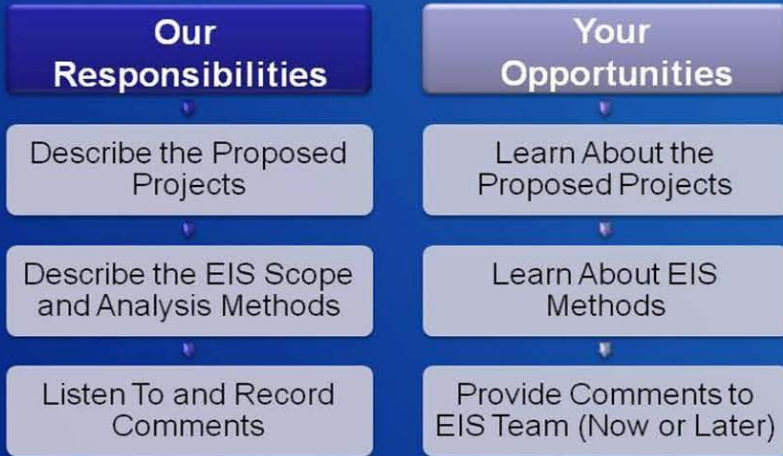 Our
Responsibilities
Describe the Proposed
Projects
Describe the EIS Scope
and Analysis Methods
Listen To and Record
Comments
Your
Opportunities
Learn About the
Proposed Projects
Learn About EIS
Methods
Provide Comments to
EIS Team (Now or Later)